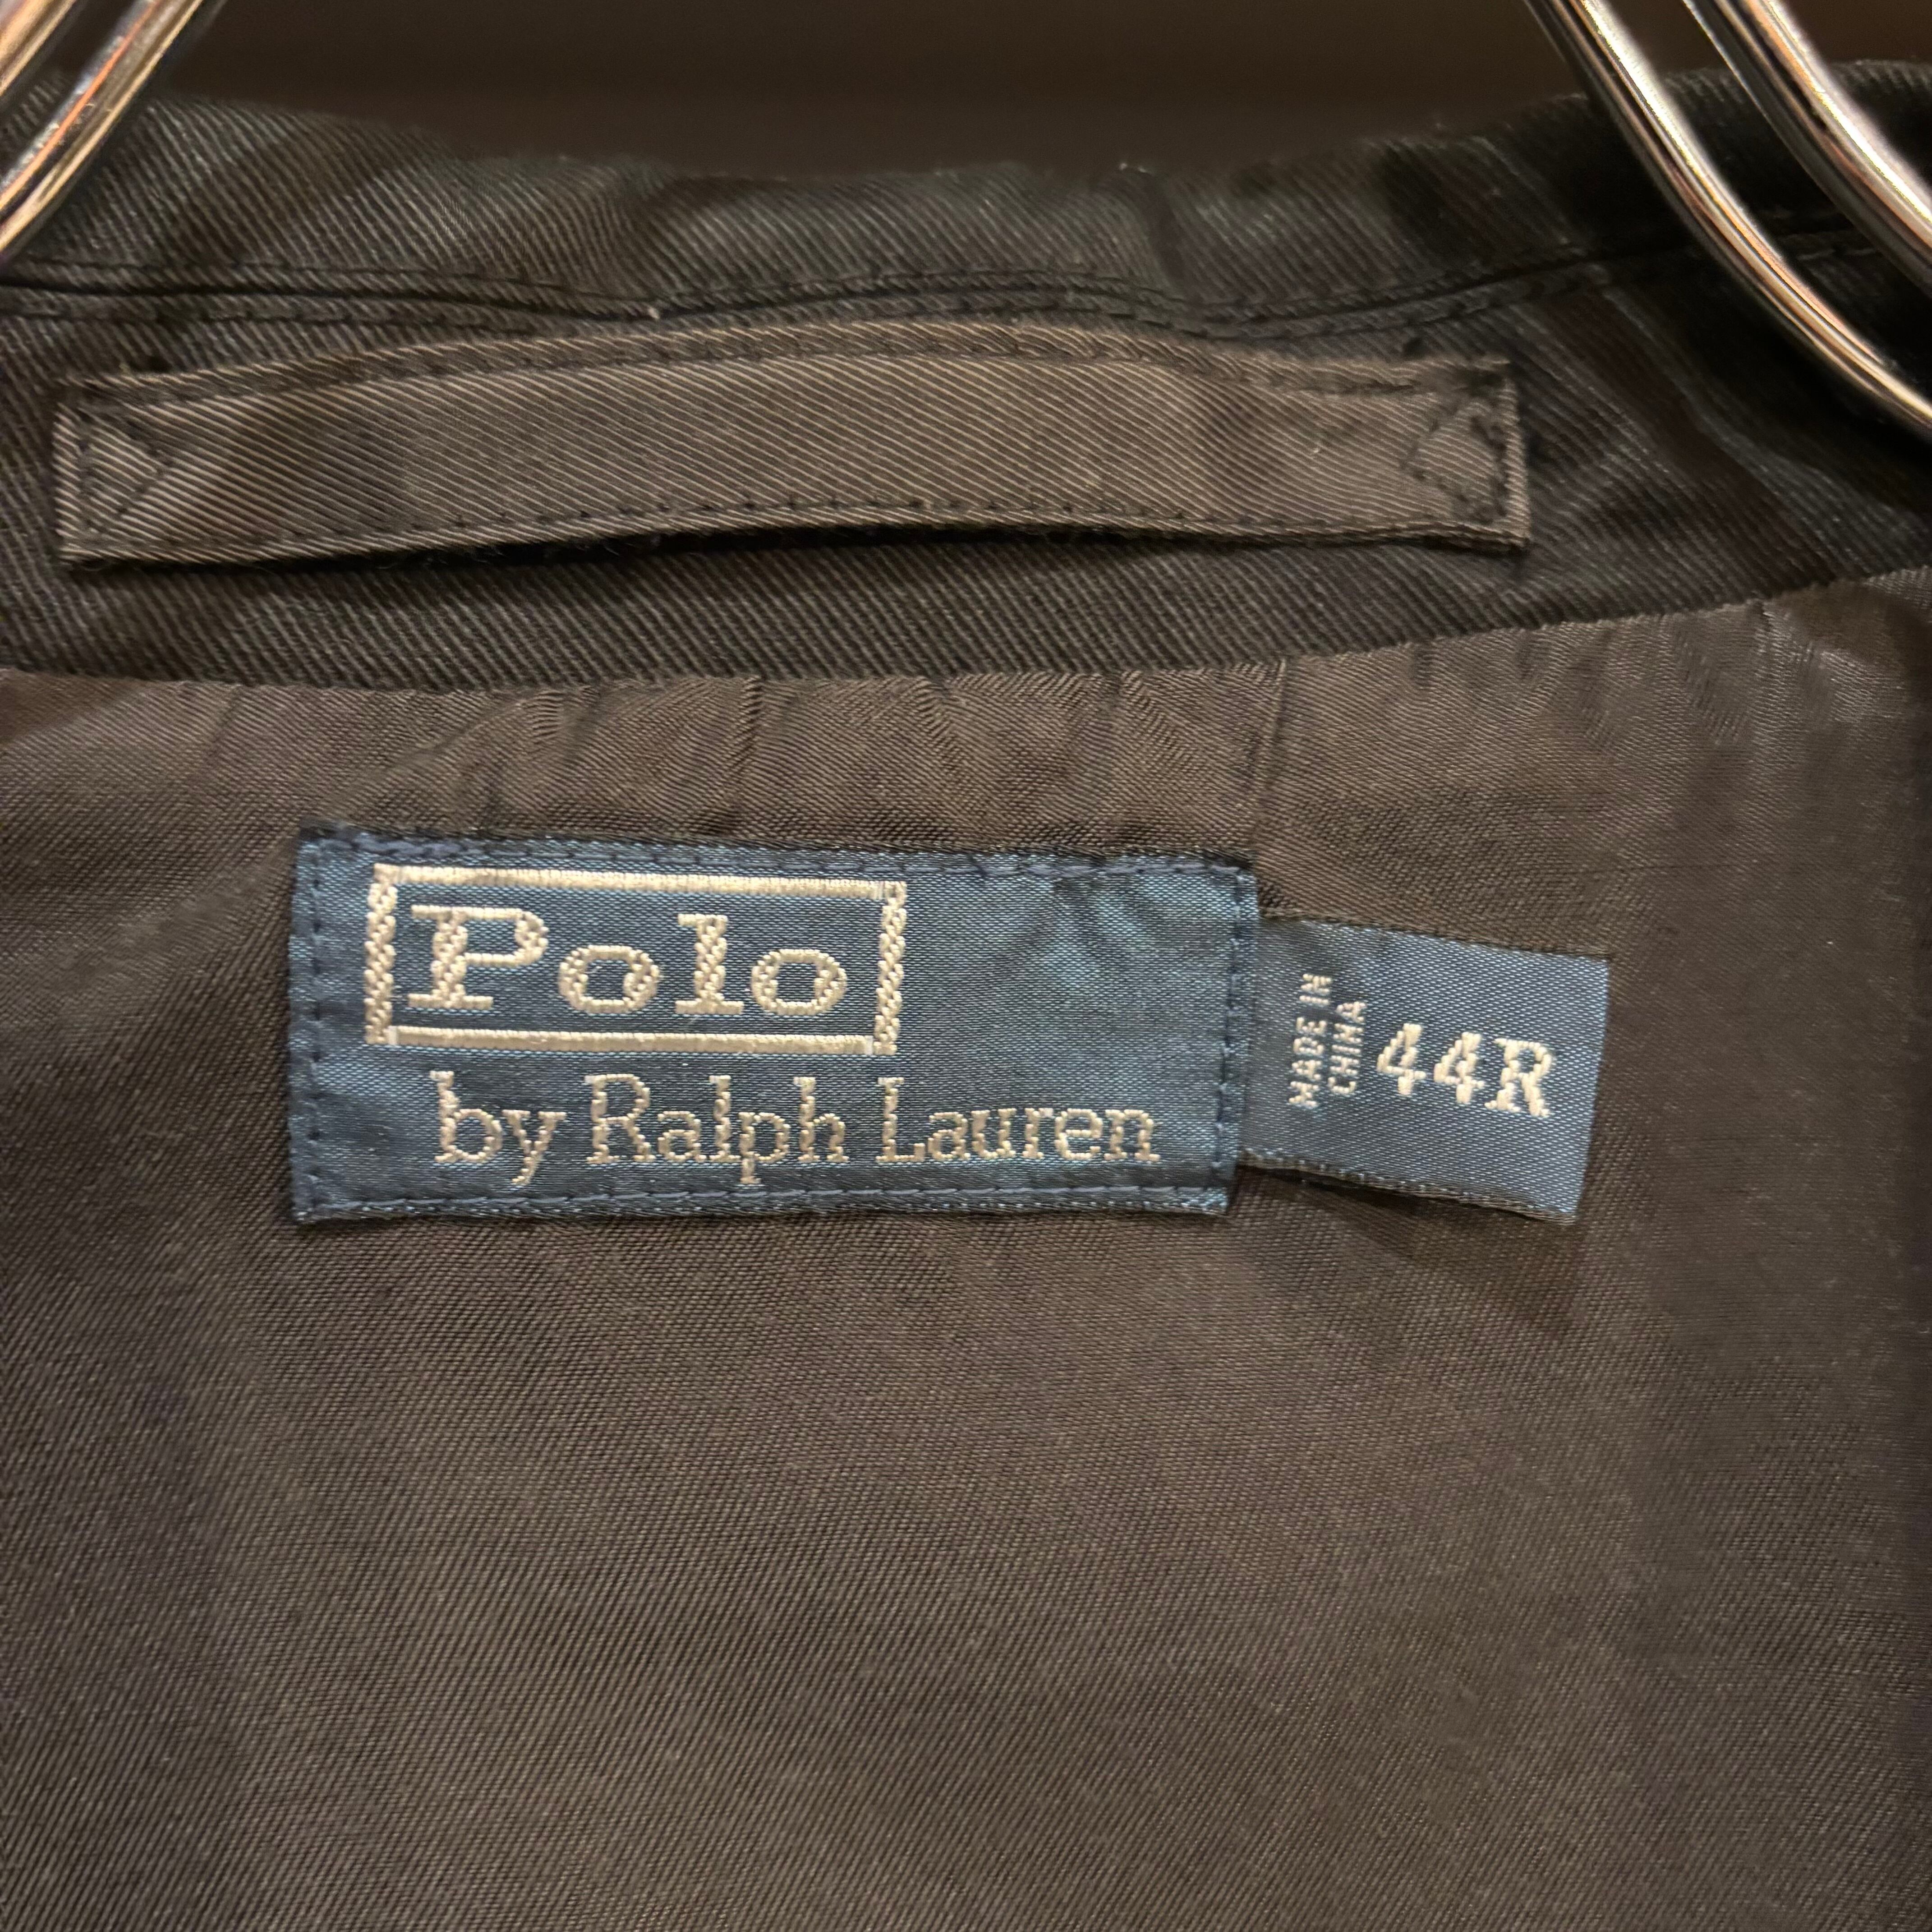 Polo
by Ralph Lauren
MADE IN
CHINA
44R